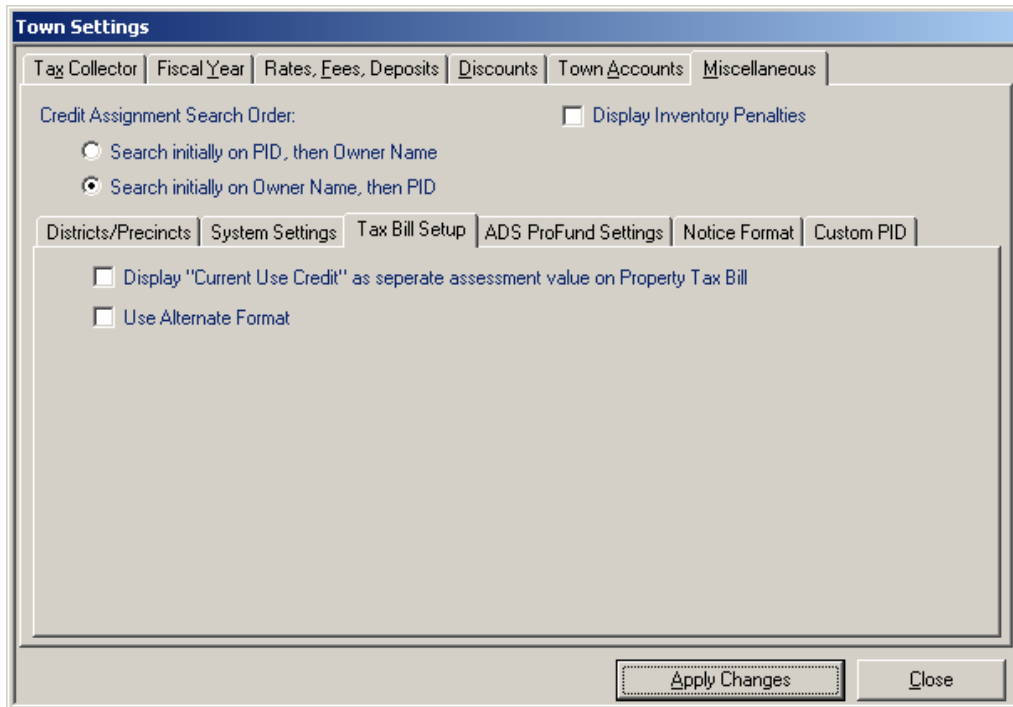 Town Settings
Tax Collector Fiscal Year Rates, Fees, Deposits Discounts Town Accounts Miscellaneous
Credit Assignment Search Order: Display Inventory Penalties
Search initially on PID, then Owner Name
Search initially on Owner Name, then PID
Districts/Precincts System Settings Tax Bill Setup ADS ProFund Settings Notice Format Custom PID
Display "Current Use Credit" as seperate assessment value on Property Tax Bill
Use Alternate Format
Apply Changes Close